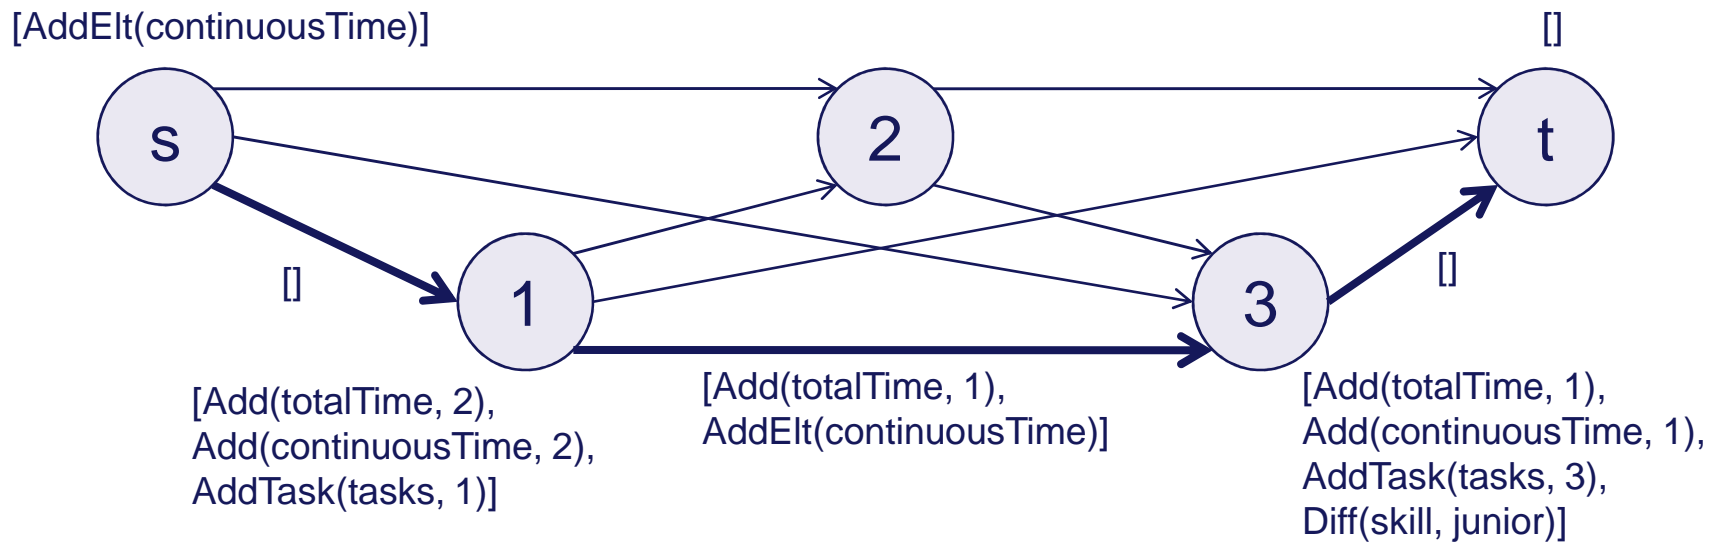 [AddElt(continuousTime)]
[]
s
2
t
[]
1
3
[]
[Add(totalTime, 2),
Add(continuousTime, 2),
AddTask(tasks, 1)]
[Add(totalTime, 1),
AddElt(continuousTime)]
[Add(totalTime, 1),
Add(continuousTime, 1),
AddTask(tasks, 3),
Diff(skill, junior)]